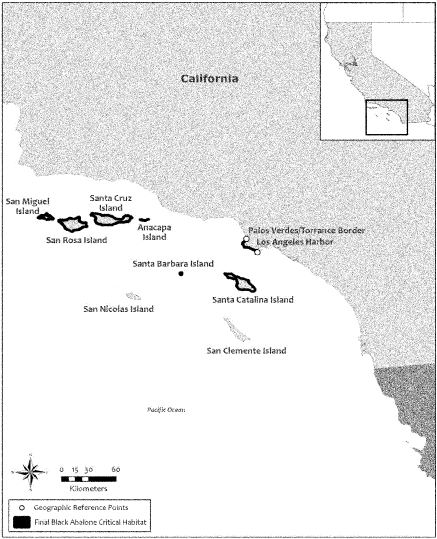 California
San Miguel
Island
Santa Cruz
Island
San Rosa Island
Anacapa
Island
Palos Verdes/Torrance Border
Los Angeles Harbor
Santa Barbara Island
Santa Catalina Island
San Nicolas Island
San Clemente Island
Pacific Ocean
N
0 15 30 60
Kilometers
Geographic Reference Points
Final Black Abalone Critical Habitat